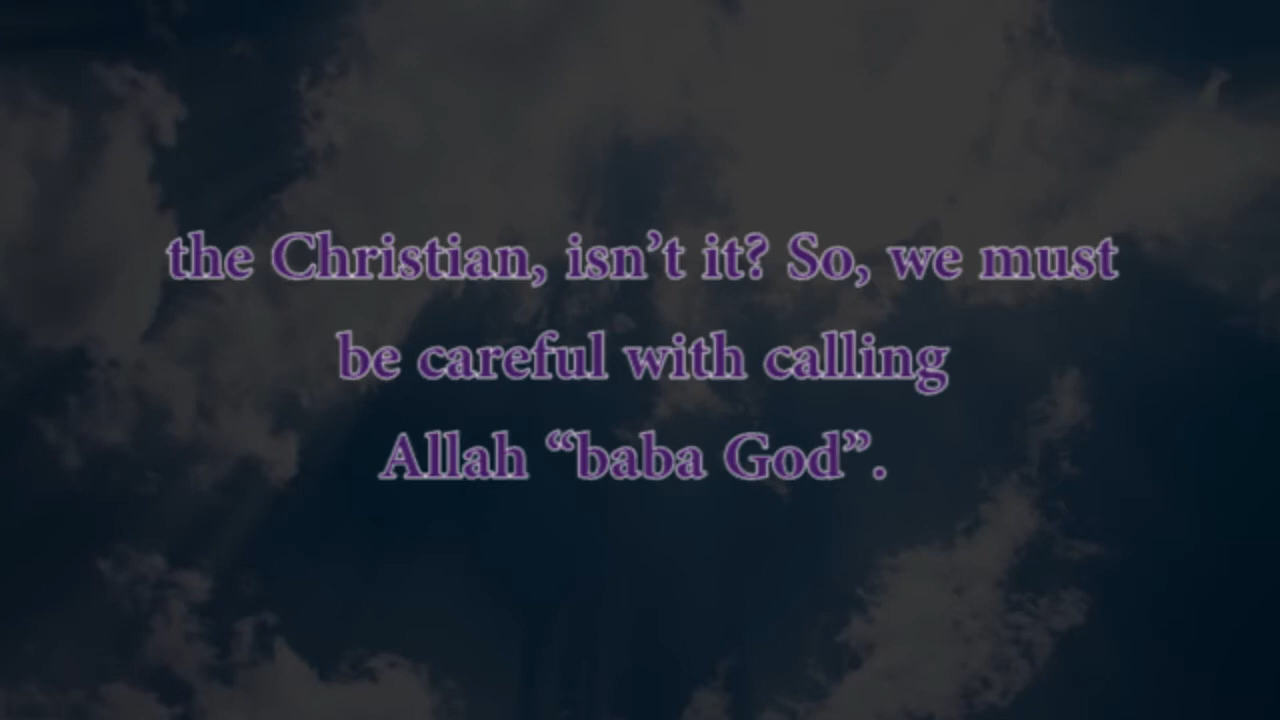 the Christian, isn’t it? So, we must
be careful with calling
Allah “baba God”.